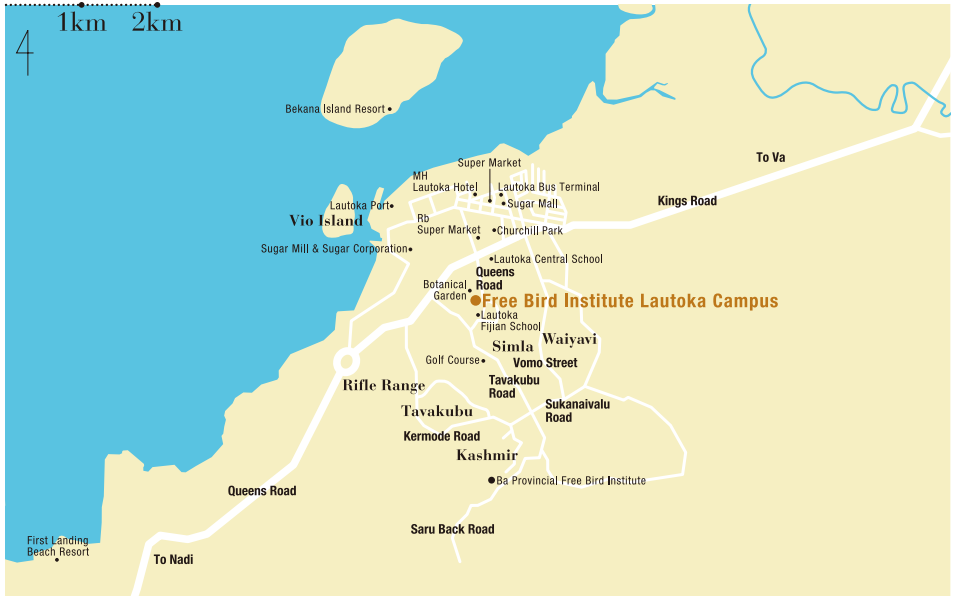 1km 2km
4
Bekana Island Resort
To Va
Super Market
MH
Lautoka Hotel
Lautoka Bus Terminal
Kings Road
Lautoka Port
Sugar Mall
Vio Island
Rb
Super Market
Churchill Park
Sugar Mill & Sugar Corporation
Lautoka Central School
Queens
Road
Botanical
Garden
Free Bird Institute Lautoka Campus
Lautoka
Fijian School
Simla
Waiyavi
Golf Course
Vomo Street
Rifle Range
Tavakubu
Road
Tavakubu
Sukanaivalu
Road
Kermode Road
Kashmir
Ba Provincial Free Bird Institute
Queens Road
Saru Back Road
First Landing
Beach Resort
To Nadi